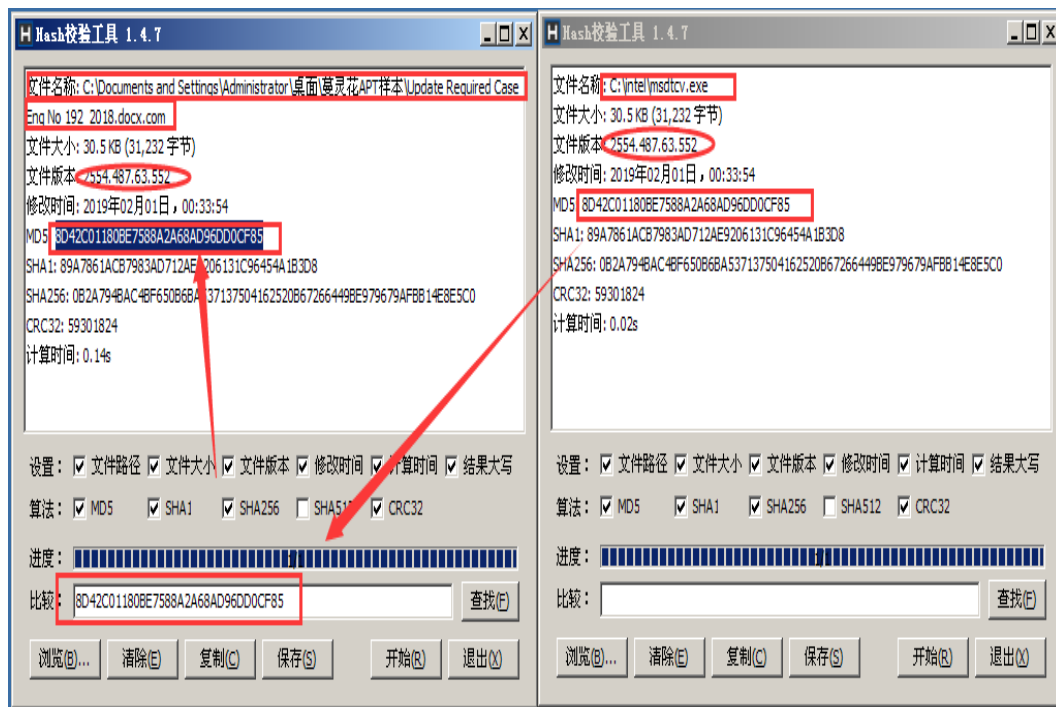 Hash校验工具 1.4.7
文件名称: C:\Documents and Settings\Administrator\桌面\蔓灵花APT样本\Update Required Case
Enq No 192 2018.docx.com
文件大小: 30.5 KB (31,232 字节)
文件版本: 2554.487.63.552
修改时间: 2019年02月01日，00:33:54
MD5: 8D42C01180BE7588A2A68AD96DD0CF85
SHA1: 89A7861ACB7983AD712AE9206131C96454A1B3D8
SHA256: 0B2A794BAC4BF650B6BA537137504162520B67266449BE979679AFBB14E8E5C0
CRC32: 59301824
计算时间: 0.14s
设置： 文件路径 文件大小 文件版本 修改时间 计算时间 结果大写
算法： MD5 SHA1 SHA256 SHA512 CRC32
进度： 1/1
比较： 8D42C01180BE7588A2A68AD96DD0CF85 查找(F)
浏览(B)... 清除(E) 复制(C) 保存(S) 开始(R) 退出(X)
Hash校验工具 1.4.7
文件名称: C:\intel\msdtcv.exe
文件大小: 30.5 KB (31,232 字节)
文件版本: 2554.487.63.552
修改时间: 2019年02月01日，00:33:54
MD5: 8D42C01180BE7588A2A68AD96DD0CF85
SHA1: 89A7861ACB7983AD712AE9206131C96454A1B3D8
SHA256: 0B2A794BAC4BF650B6BA537137504162520B67266449BE979679AFBB14E8E5C0
CRC32: 59301824
计算时间: 0.02s
设置： 文件路径 文件大小 文件版本 修改时间 计算时间 结果大写
算法： MD5 SHA1 SHA256 SHA512 CRC32
进度： 1/1
比较： 查找(F)
浏览(B)... 清除(E) 复制(C) 保存(S) 开始(R) 退出(X)